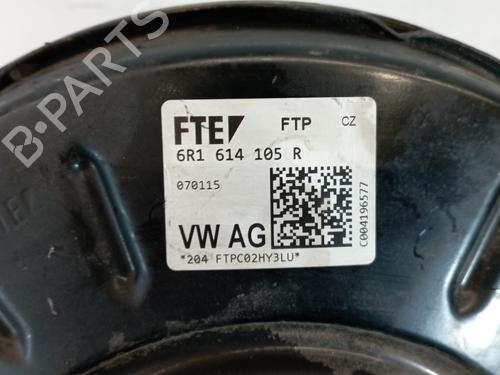 FTE FTP CZ
6R1 614 105 R
070115
VW AG
C004196577
*204 FTPC02HY3LU*
B-PARTS